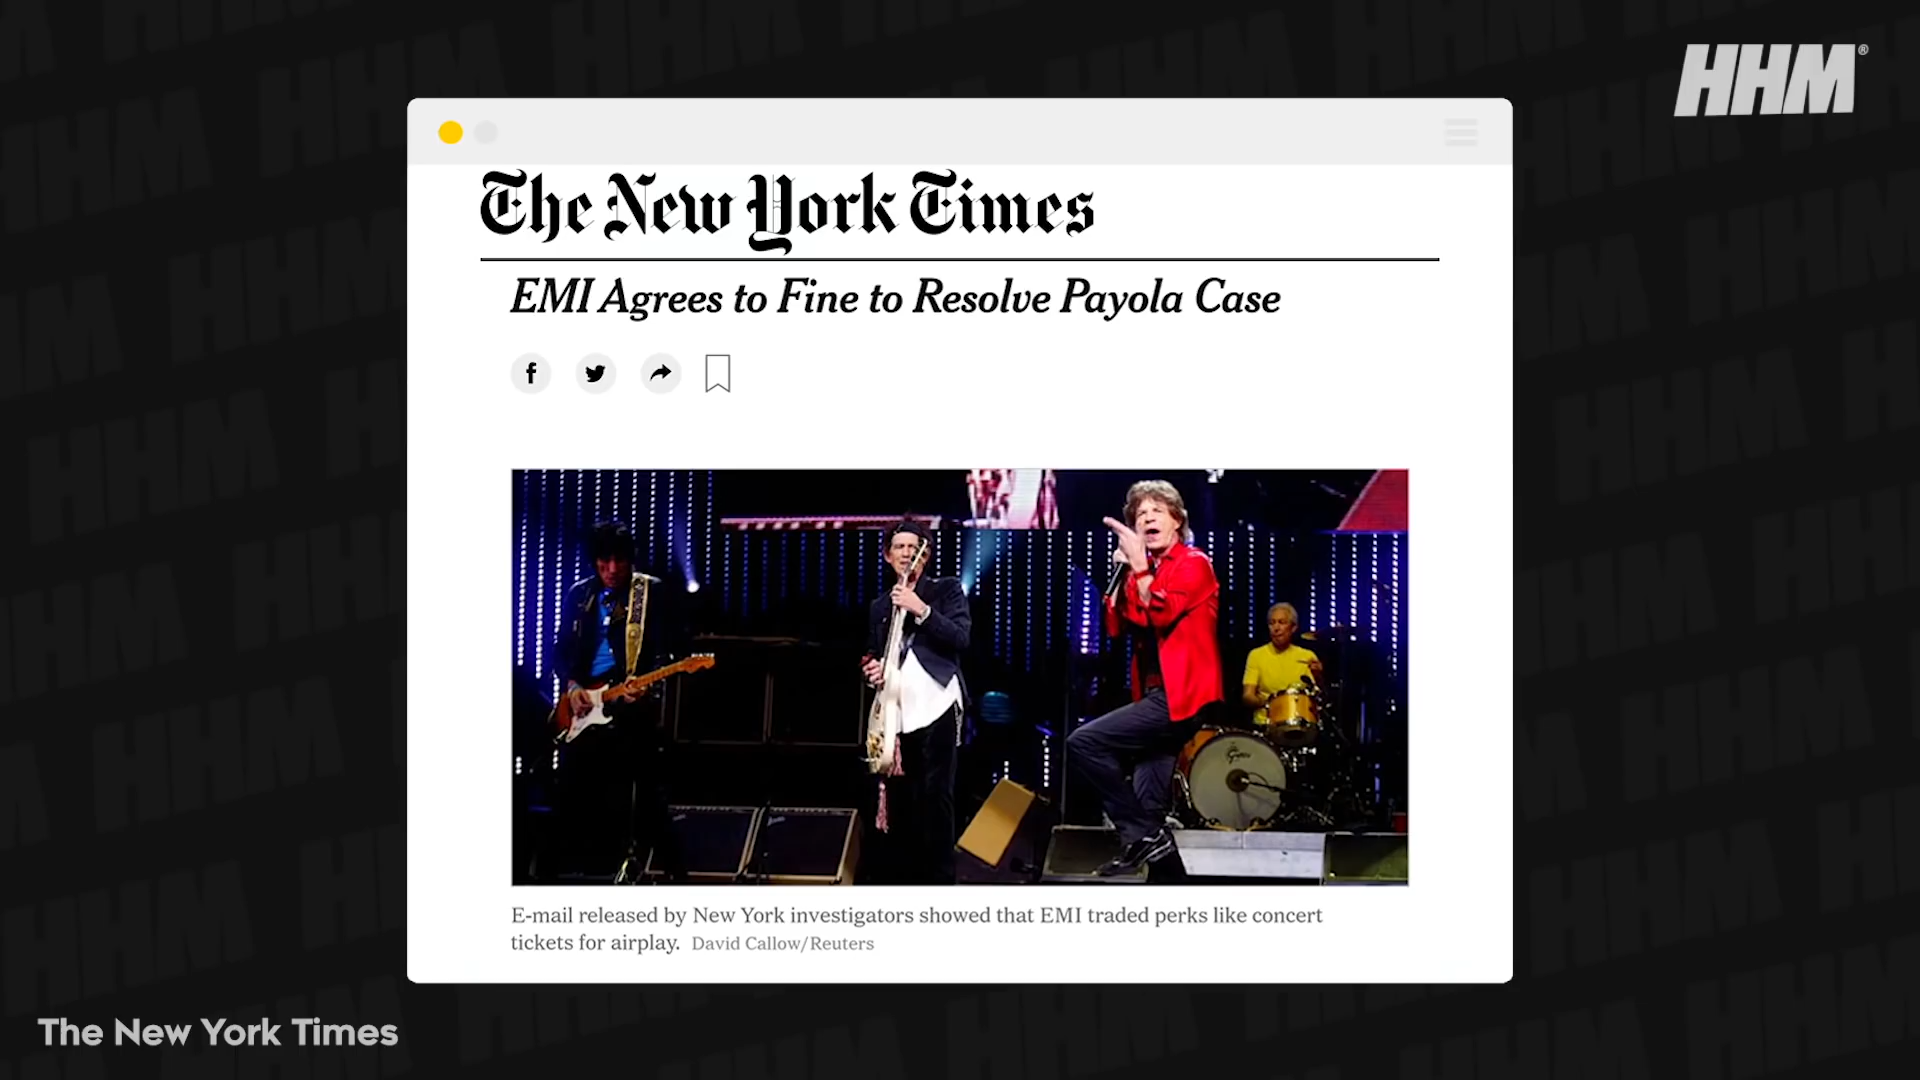 HHM®
The New York Times
EMI Agrees to Fine to Resolve Payola Case
E-mail released by New York investigators showed that EMI traded perks like concert
tickets for airplay. David Callow/Reuters
The New York Times